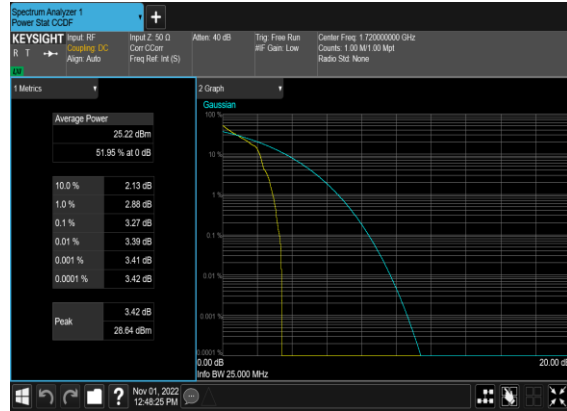 Spectrum Analyzer 1
Power Stat CCDF
+
KEYSIGHT
R T
Input: RF
Coupling: DC
Align: Auto
Input Z: 50 Ω
Corr CCorr
Freq Ref: Int (S)
Atten: 40 dB
Trig: Free Run
#IF Gain: Low
Center Freq: 1.720000000 GHz
Counts: 1.00 M/1.00 Mpt
Radio Std: None
1 Metrics
Average Power
25.22 dBm
51.95 % at 0 dB
10.0 % 2.13 dB
1.0 % 2.88 dB
0.1 % 3.27 dB
0.01 % 3.39 dB
0.001 % 3.41 dB
0.0001 % 3.42 dB
Peak
3.42 dB
28.64 dBm
2 Graph
Gaussian
100 %
10 %
1 %
0.1 %
0.01 %
0.001 %
0.0001 %
0.00 dB
20.00 dB
Info BW 25.000 MHz
?
Nov 01, 2022
12:48:25 PM